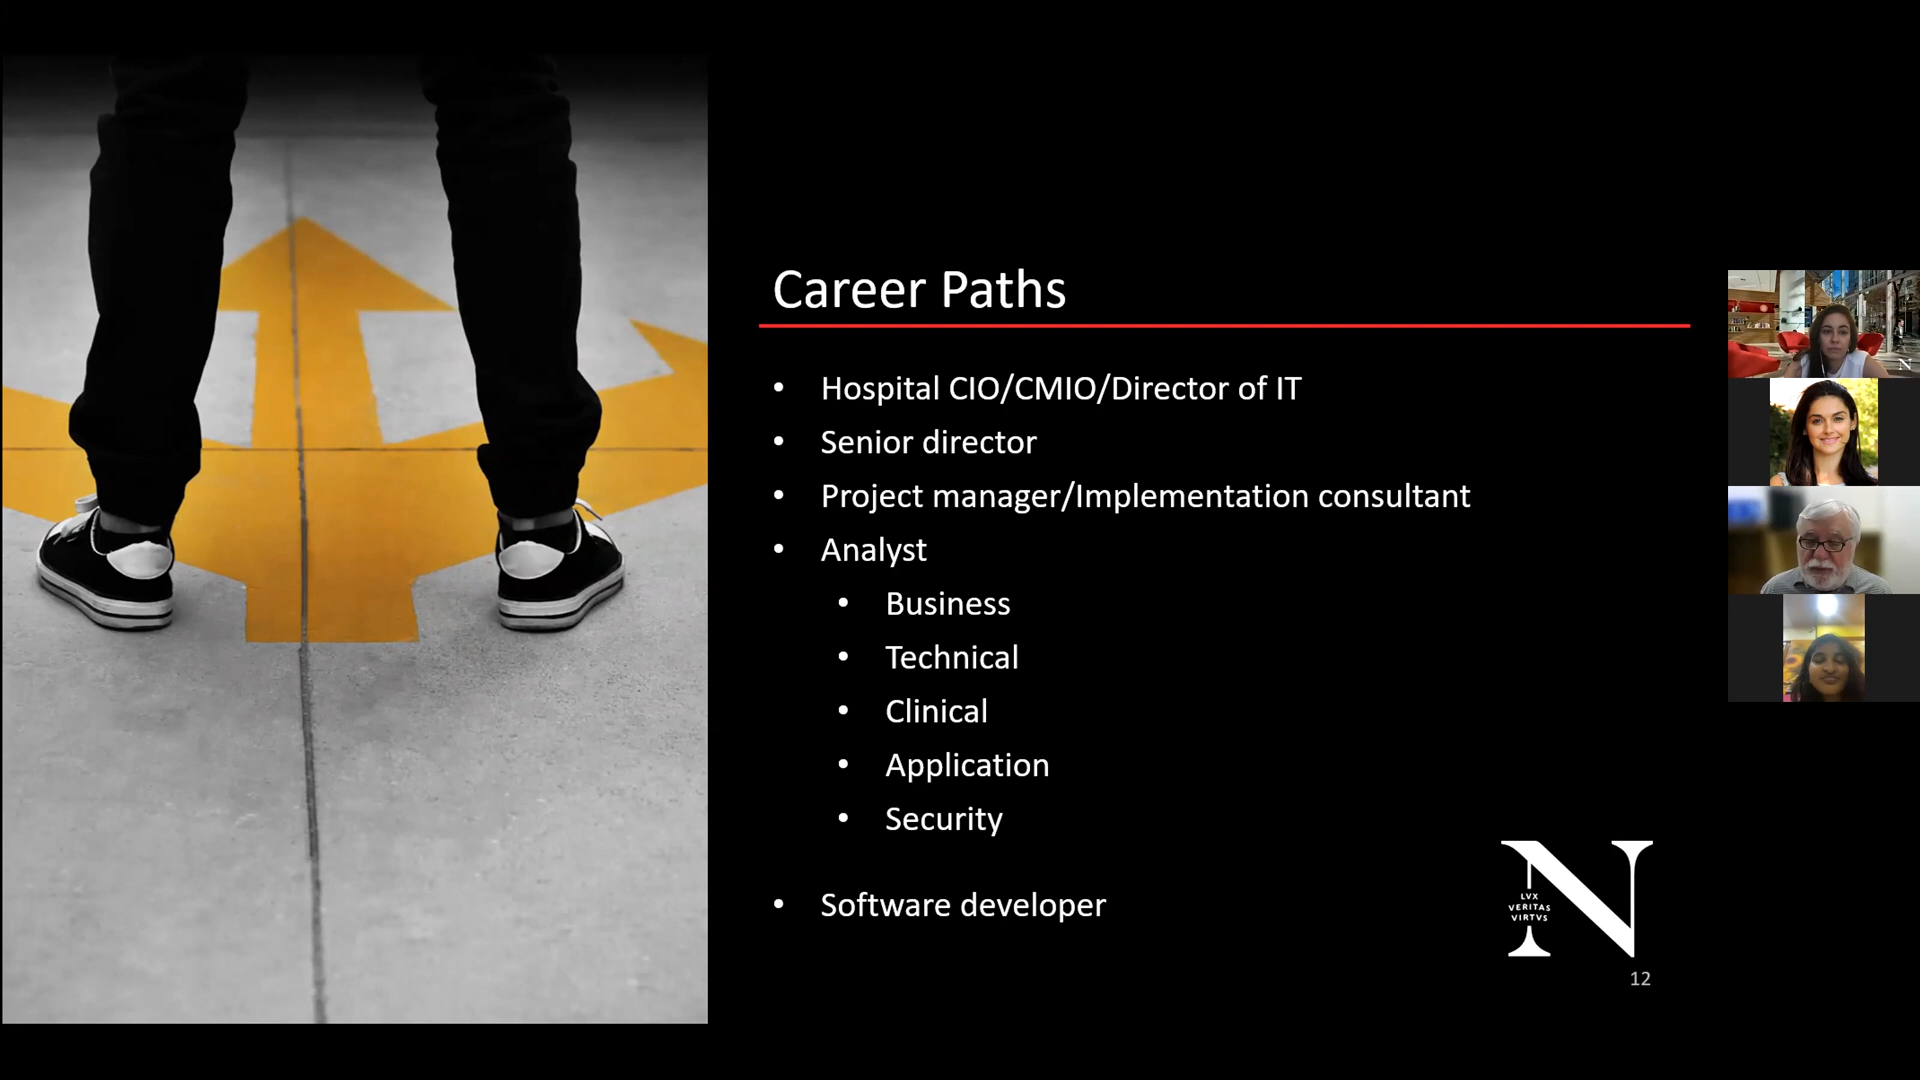 Career Paths
• Hospital CIO/CMIO/Director of IT
• Senior director
• Project manager/Implementation consultant
• Analyst
• Business
• Technical
• Clinical
• Application
• Security
• Software developer
N
LVX
VERITAS
VIRTVS
12
N